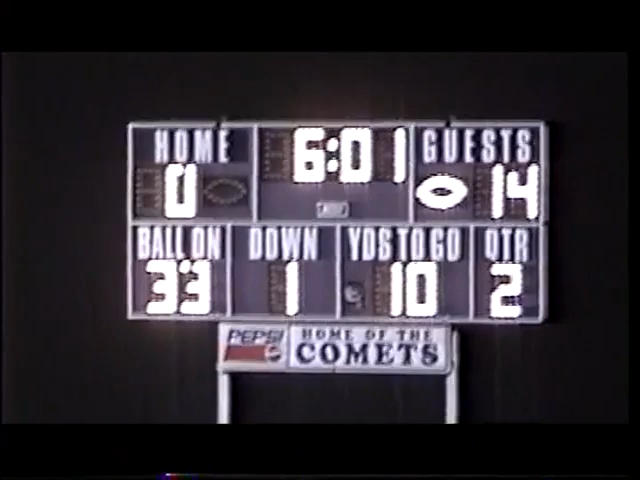 HOME 6:01 GUESTS
0 14
BALL ON DOWN YDS TO GO QTR
33 1 10 2
PEPSI HOME OF THE
COMETS